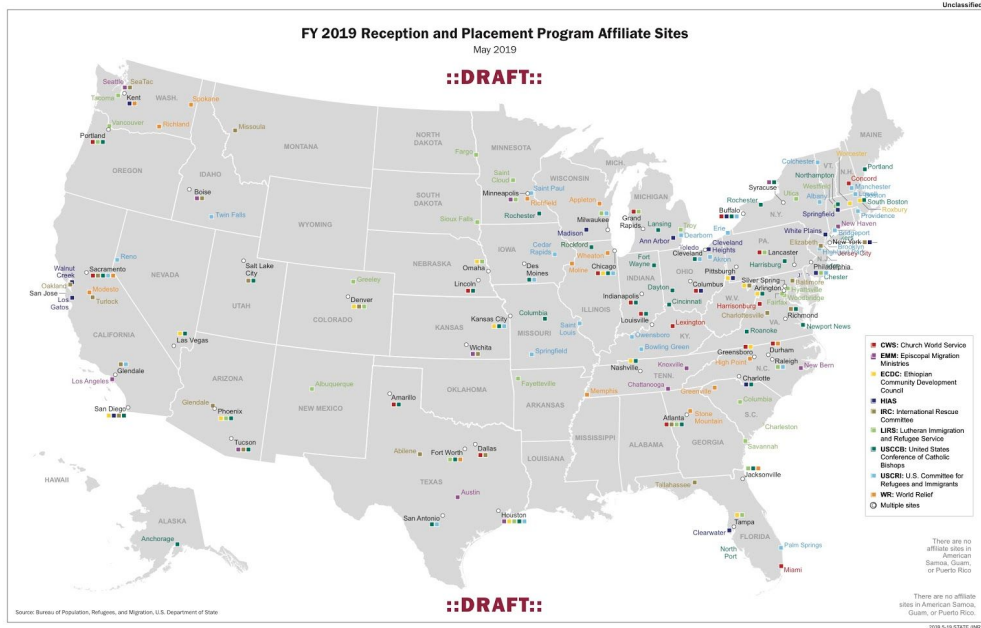 Unclassified
FY 2019 Reception and Placement Program Affiliate Sites
May 2019
::DRAFT::
Seattle
SeaTac
Tacoma
Kent
WASH.
Spokane
Vancouver
Richland
Portland
OREGON
Missoula
MONTANA
IDAHO
Boise
Twin Falls
WYOMING
NORTH
DAKOTA
Fargo
SOUTH
DAKOTA
Sioux Falls
MINNESOTA
Saint
Cloud
Minneapolis
Saint Paul
Richfield
Rochester
WISCONSIN
Appleton
Milwaukee
Madison
MICH.
MICHIGAN
Grand
Rapids
Lansing
Troy
Dearborn
Ann Arbor
Walnut
Creek
Oakland
San Jose
Los
Gatos
Sacramento
Reno
Modesto
Turlock
NEVADA
CALIFORNIA
Las Vegas
Glendale
Los Angeles
San Diego
Salt Lake
City
UTAH
COLORADO
Greeley
Denver
NEBRASKA
Omaha
Lincoln
IOWA
Cedar
Rapids
Des
Moines
Rockford
Wheaton
Moline
Chicago
ILLINOIS
INDIANA
Fort
Wayne
Indianapolis
OHIO
Toledo
Cleveland
Cleveland
Heights
Akron
Columbus
Dayton
Cincinnati
KANSAS
Kansas City
Wichita
MISSOURI
Columbia
Saint
Louis
Springfield
KY.
Louisville
Lexington
Owensboro
Bowling Green
ARIZONA
Glendale
Phoenix
Tucson
NEW MEXICO
Albuquerque
OKLAHOMA
Amarillo
TEXAS
Abilene
Fort Worth
Dallas
Austin
San Antonio
Houston
ARKANSAS
Fayetteville
LOUISIANA
MISSISSIPPI
ALABAMA
TENN.
Nashville
Memphis
Knoxville
Chattanooga
GEORGIA
Atlanta
Stone
Mountain
Savannah
S.C.
Greenville
Columbia
Charleston
N.C.
Greensboro
High Point
Durham
Raleigh
New Bern
Charlotte
VA.
Harrisonburg
Charlottesville
Richmond
Newport News
Roanoke
W.V.
Silver Spring
Arlington
Fairfax
Baltimore
Hyattsville
Woodbridge
PA.
Erie
Pittsburgh
Lancaster
Harrisburg
Philadelphia
Chester
N.J.
Elizabeth
Jersey City
N.Y.
Buffalo
Rochester
Syracuse
Utica
Albany
White Plains
New York
Brooklyn
MAINE
Portland
VT.
Colchester
N.H.
Concord
Manchester
Worcester
Northampton
Westfield
Springfield
South Boston
Roxbury
Providence
New Haven
FLORIDA
Tallahassee
Jacksonville
Tampa
Clearwater
North
Port
Palm Springs
Miami
HAWAII
ALASKA
Anchorage
CWS: Church World Service
EMM: Episcopal Migration
Ministries
ECDC: Ethiopian
Community Development
Council
HIAS
IRC: International Rescue
Committee
LIRS: Lutheran Immigration
and Refugee Service
USCCB: United States
Conference of Catholic
Bishops
USCRI: U.S. Committee for
Refugees and Immigrants
WR: World Relief
Multiple sites
There are no
affiliate sites in
American
Samoa, Guam,
or Puerto Rico
There are no affiliate
sites in American Samoa,
Guam, or Puerto Rico.
Source: Bureau of Population, Refugees, and Migration, U.S. Department of State
::DRAFT::